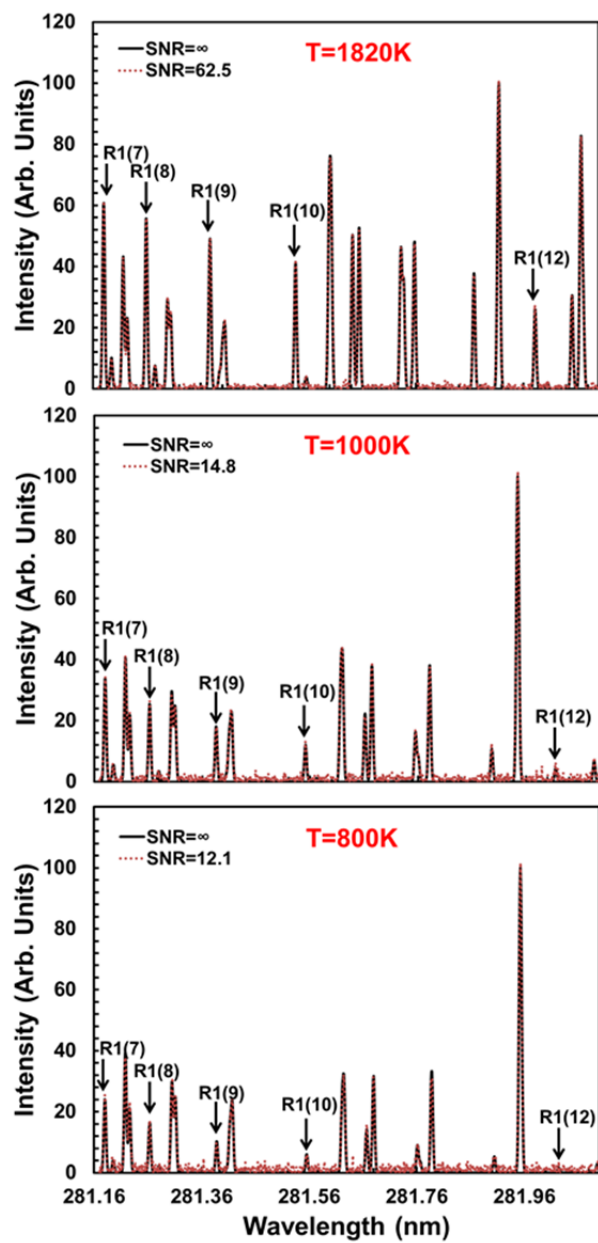 120
100
80
60
40
20
0
Intensity (Arb. Units)
SNR=∞
SNR=62.5
T=1820K
R1(7)
R1(8)
R1(9)
R1(10)
R1(12)
120
100
80
60
40
20
0
Intensity (Arb. Units)
SNR=∞
SNR=14.8
T=1000K
R1(7)
R1(8)
R1(9)
R1(10)
R1(12)
120
100
80
60
40
20
0
Intensity (Arb. Units)
SNR=∞
SNR=12.1
T=800K
R1(7)
R1(8)
R1(9)
R1(10)
R1(12)
281.16 281.36 281.56 281.76 281.96
Wavelength (nm)